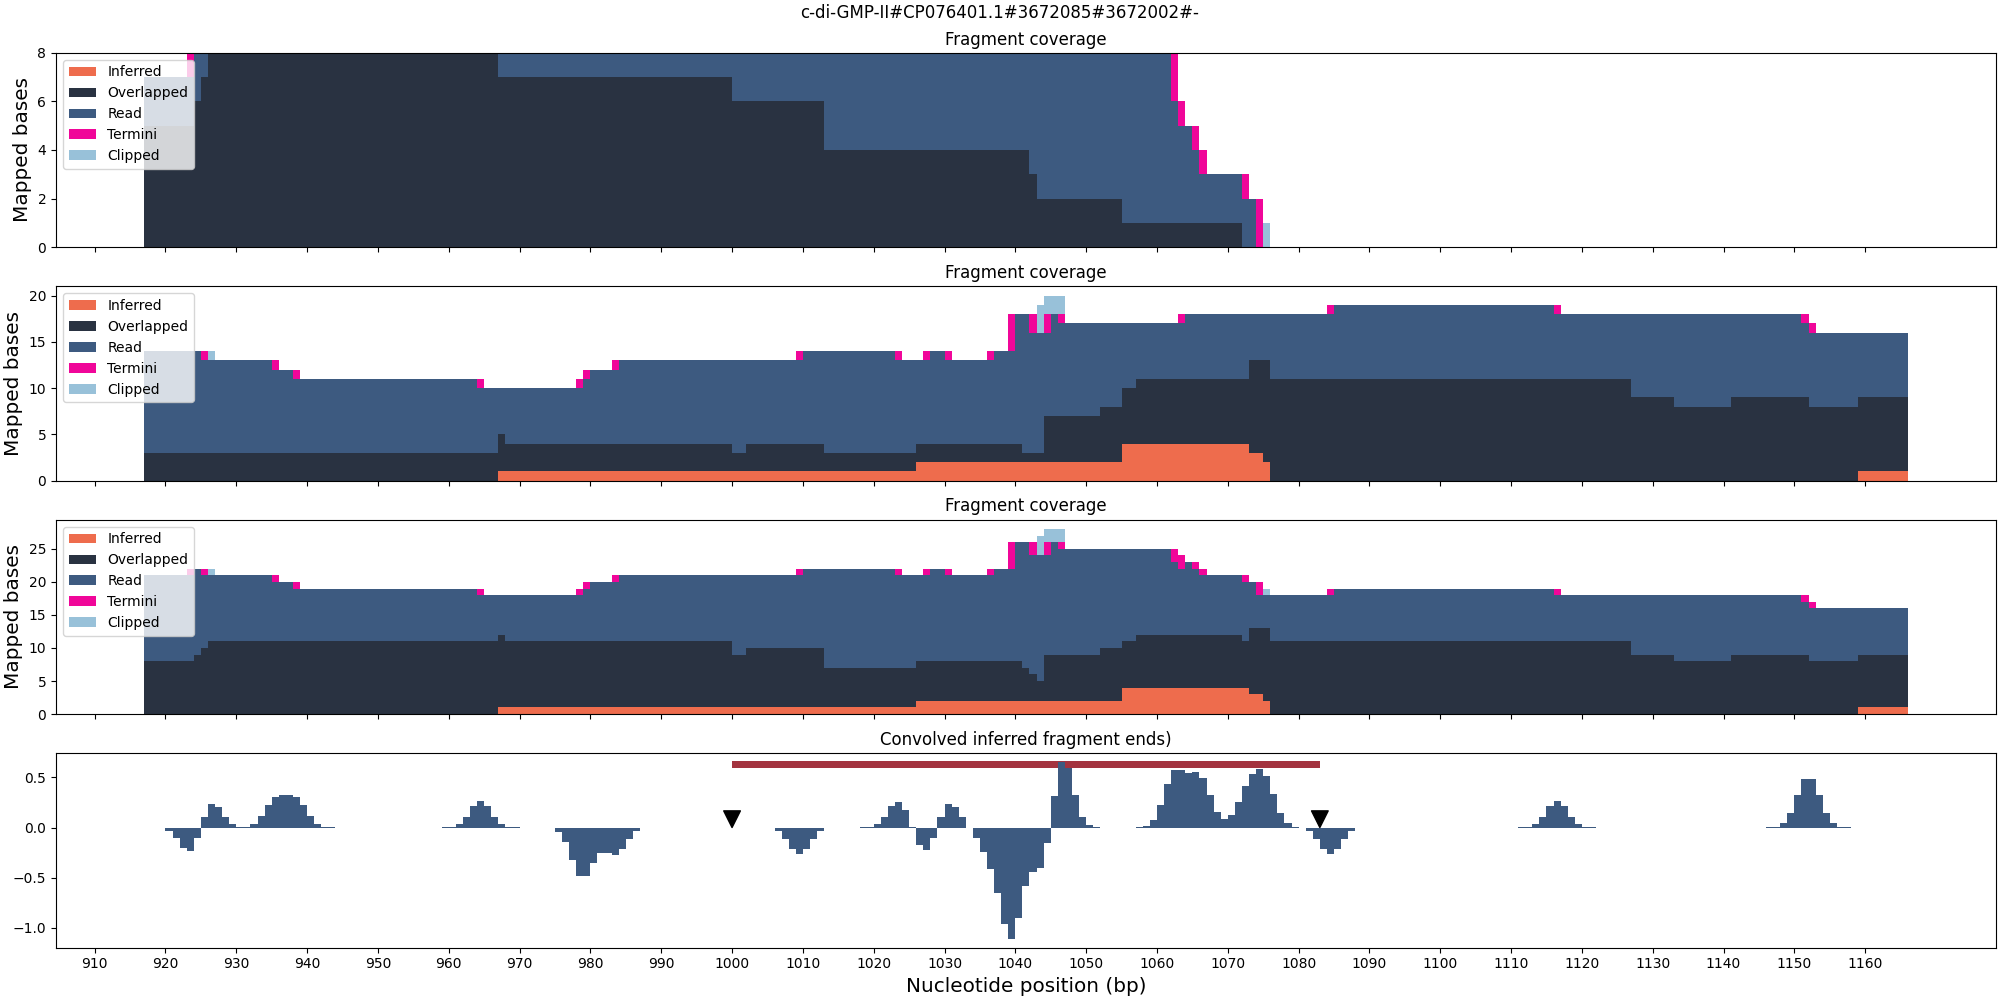 c-di-GMP-II#CP076401.1#3672085#3672002#-
Fragment coverage
Mapped bases
8
6
4
2
0
Inferred
Overlapped
Read
Termini
Clipped
Fragment coverage
Mapped bases
20
15
10
5
0
Inferred
Overlapped
Read
Termini
Clipped
Fragment coverage
Mapped bases
25
20
15
10
5
0
Inferred
Overlapped
Read
Termini
Clipped
Convolved inferred fragment ends)
0.5
0.0
−0.5
−1.0
910 920 930 940 950 960 970 980 990 1000 1010 1020 1030 1040 1050 1060 1070 1080 1090 1100 1110 1120 1130 1140 1150 1160
Nucleotide position (bp)